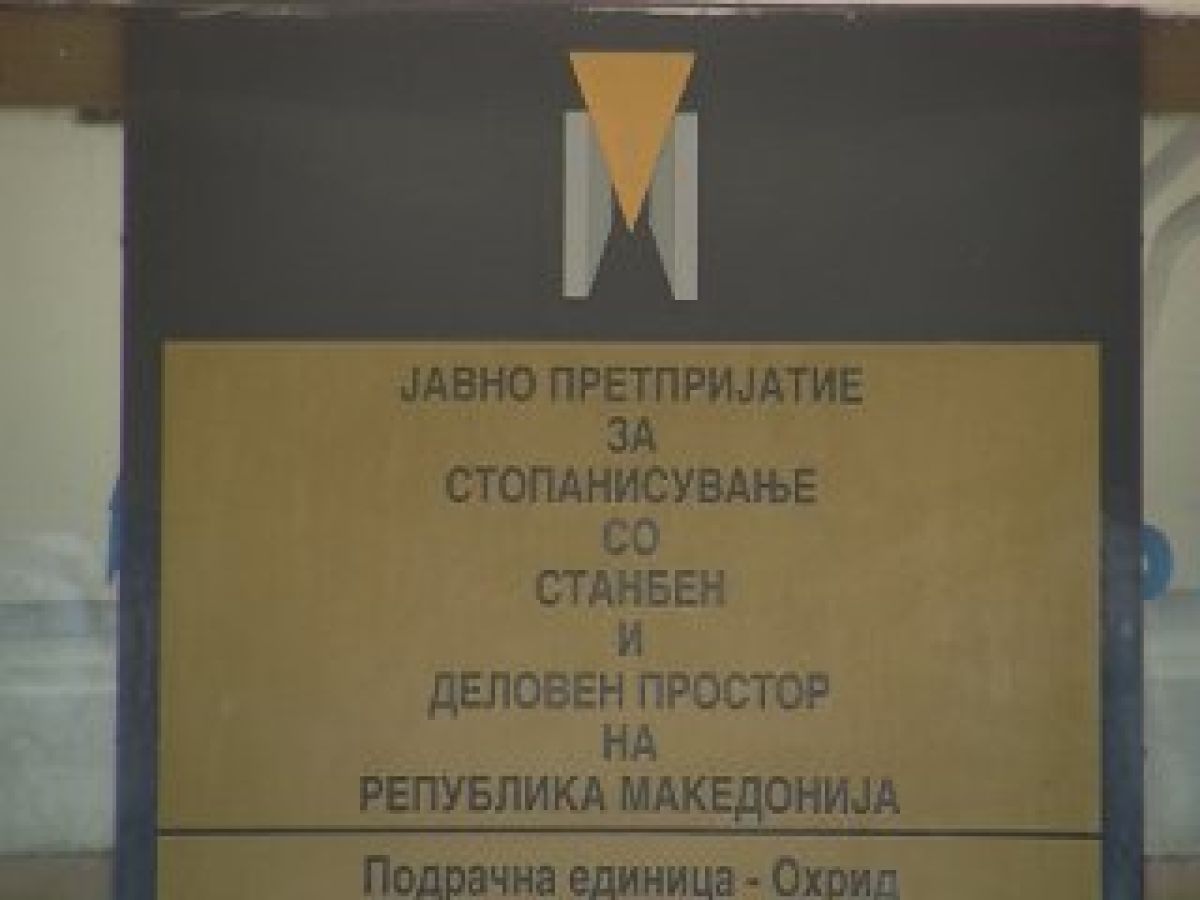 ЈАВНО ПРЕТПРИЈАТИЕ
ЗА
СТОПАНИСУВАЊЕ
СО
СТАНБЕН
И
ДЕЛОВЕН ПРОСТОР
НА
РЕПУБЛИКА МАКЕДОНИЈА
Подрачна единица - Охрид